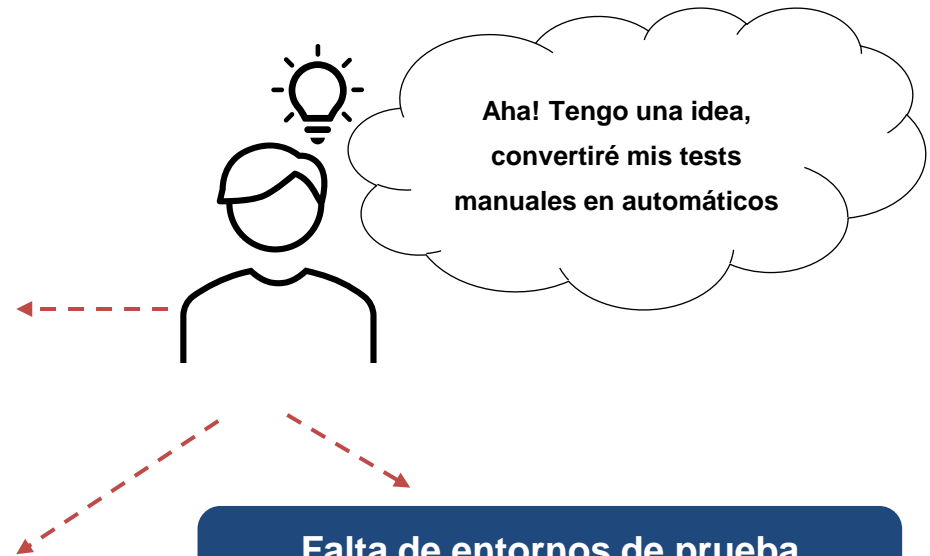 Aha! Tengo una idea,
convertiré mis tests
manuales en automáticos
Falta de entornos de prueba